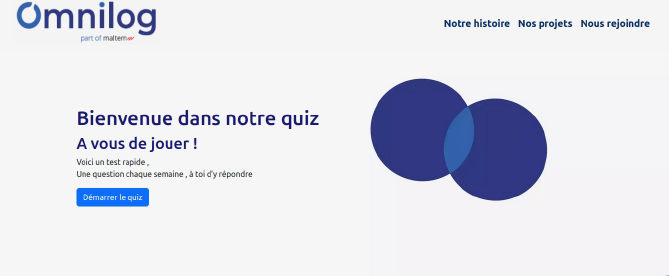 Omnilog
part of maltem
Notre histoire Nos projets Nous rejoindre
Bienvenue dans notre quiz
A vous de jouer !
Voici un test rapide ,
Une question chaque semaine , à toi d'y répondre
Démarrer le quiz